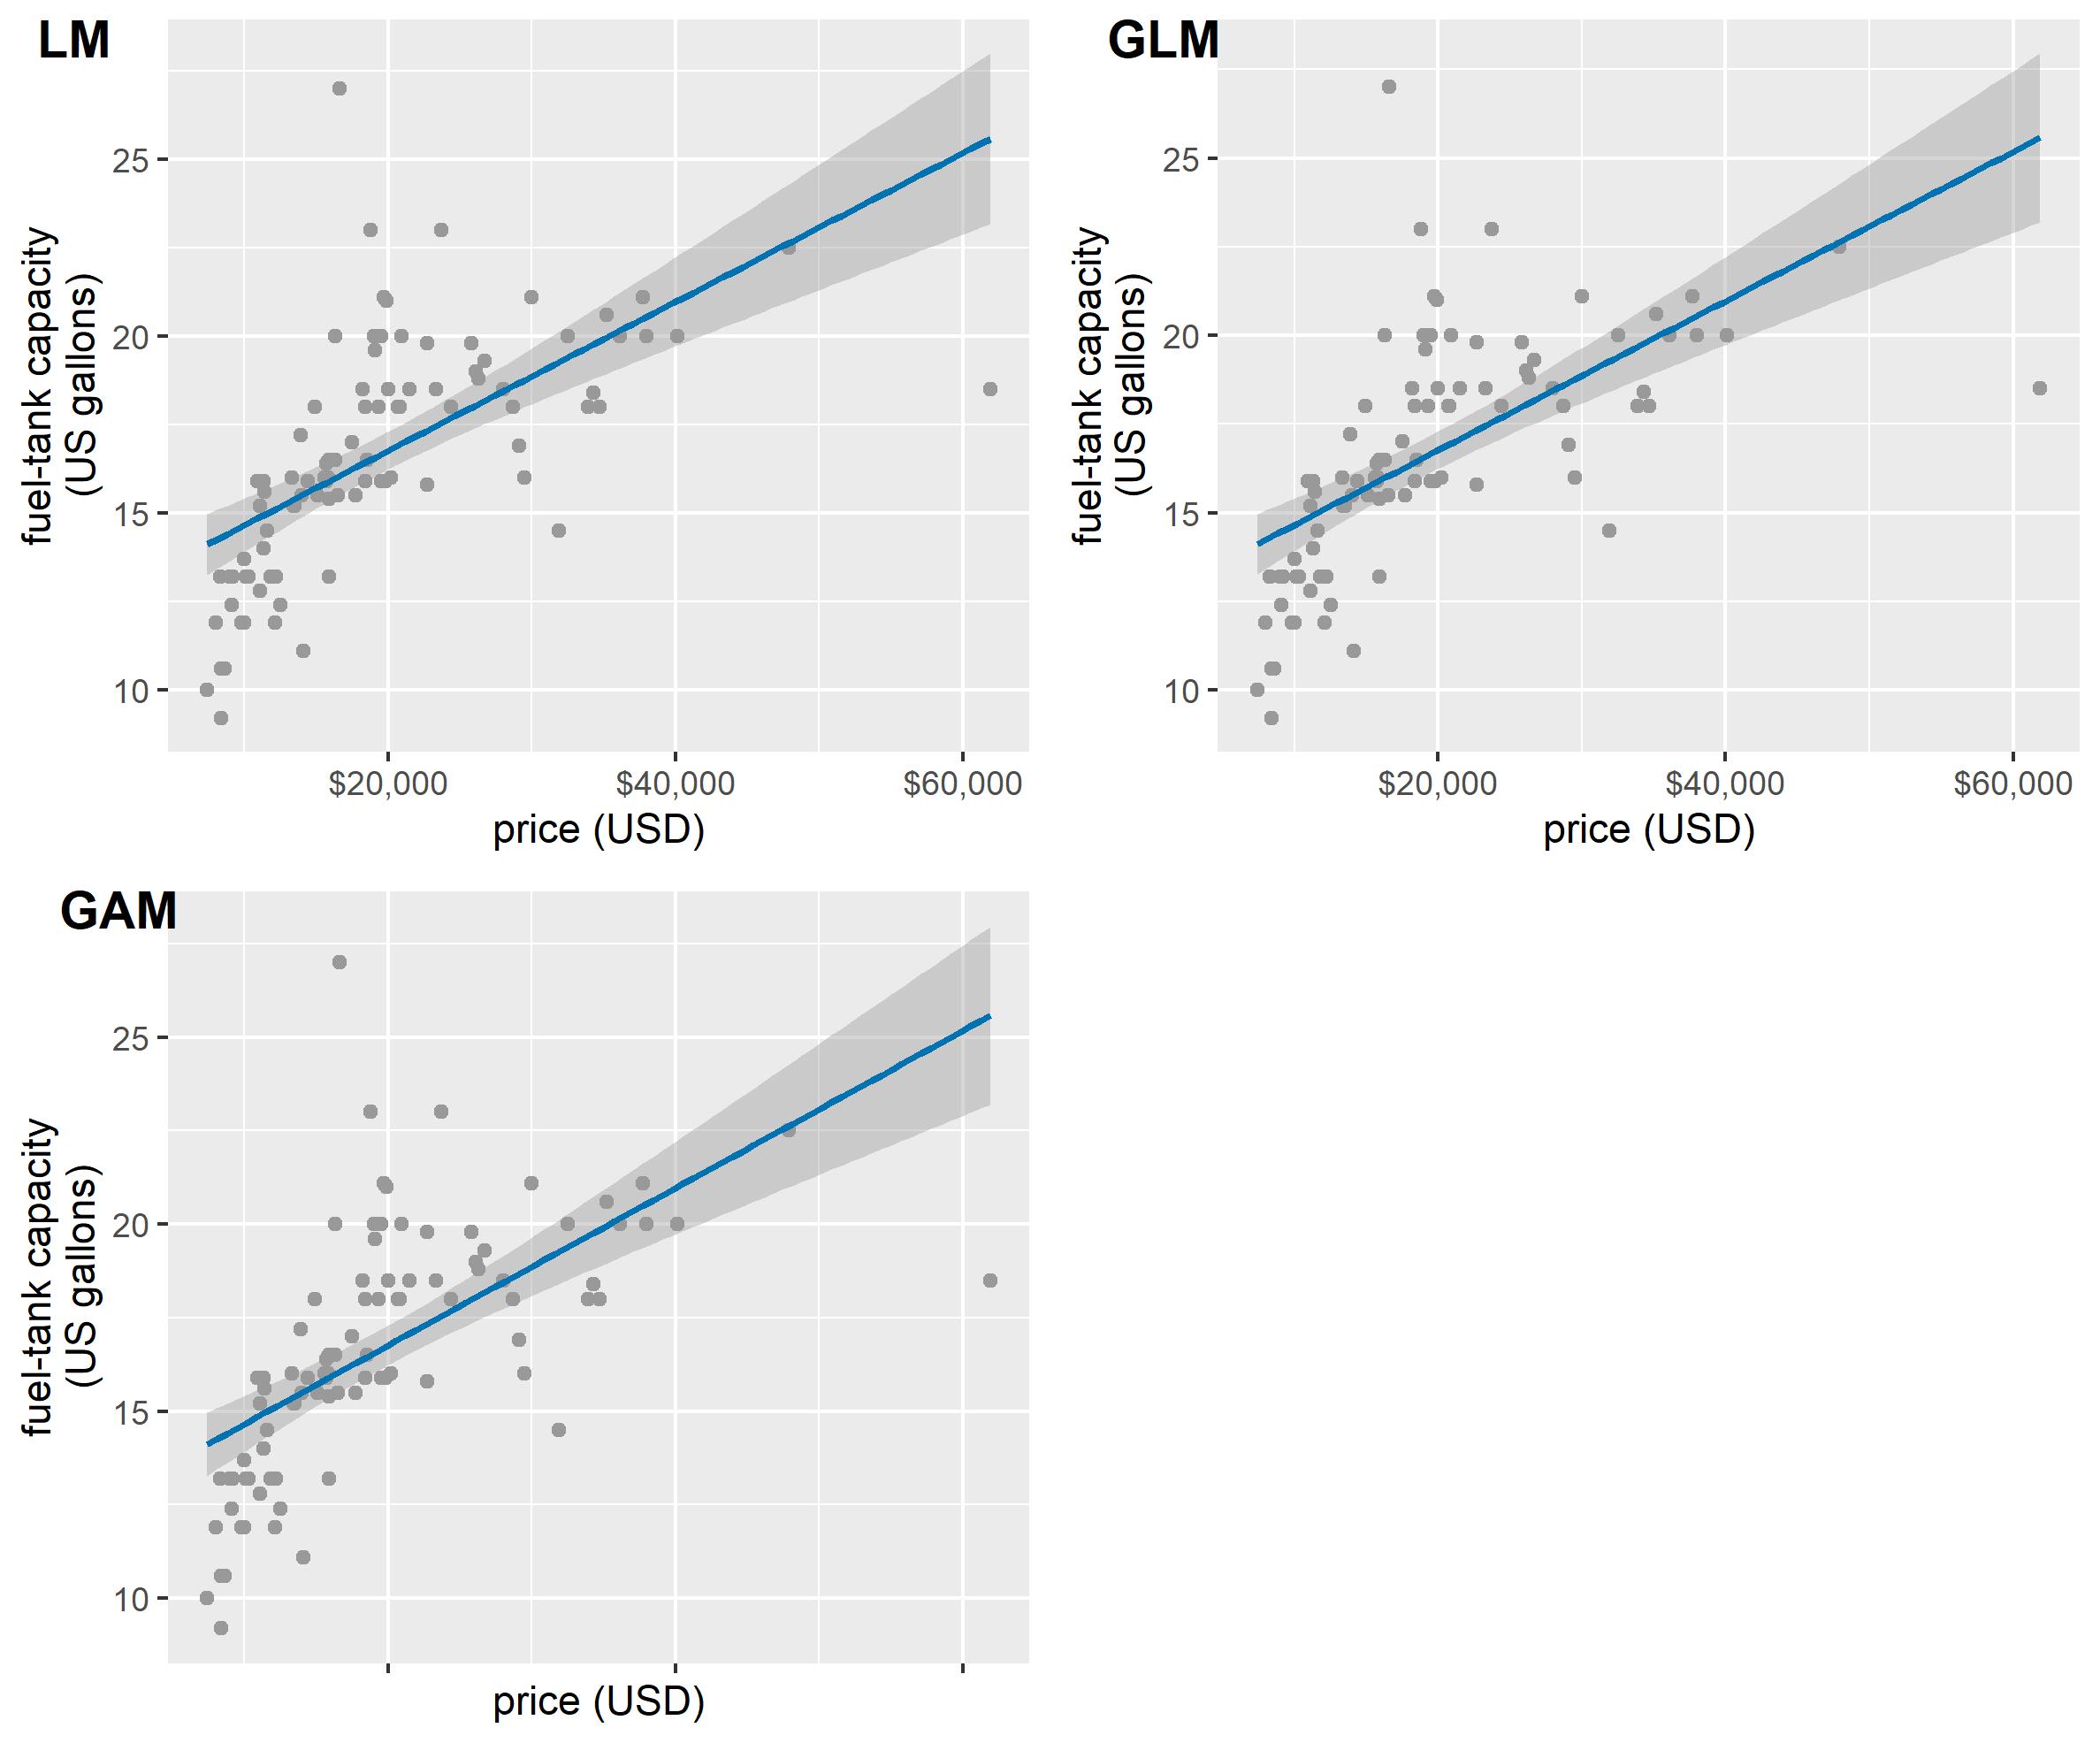 LM
fuel-tank capacity
(US gallons)
25
20
15
10
$20,000
$40,000
$60,000
price (USD)
GLM
fuel-tank capacity
(US gallons)
25
20
15
10
$20,000
$40,000
$60,000
price (USD)
GAM
fuel-tank capacity
(US gallons)
25
20
15
10
price (USD)